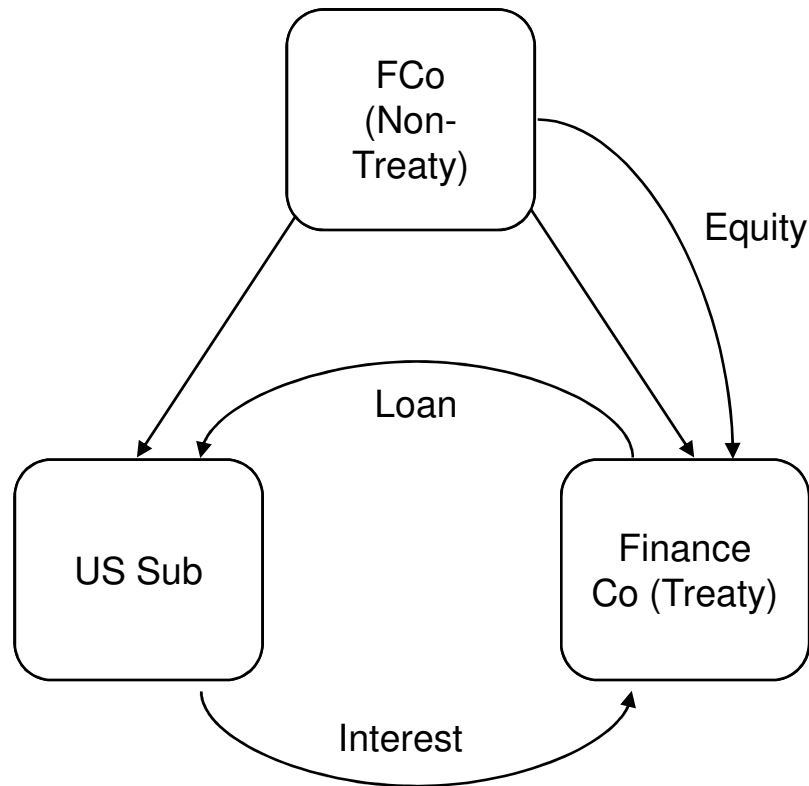 FCo
(Non-
Treaty)
Equity
Loan
US Sub
Finance
Co (Treaty)
Interest